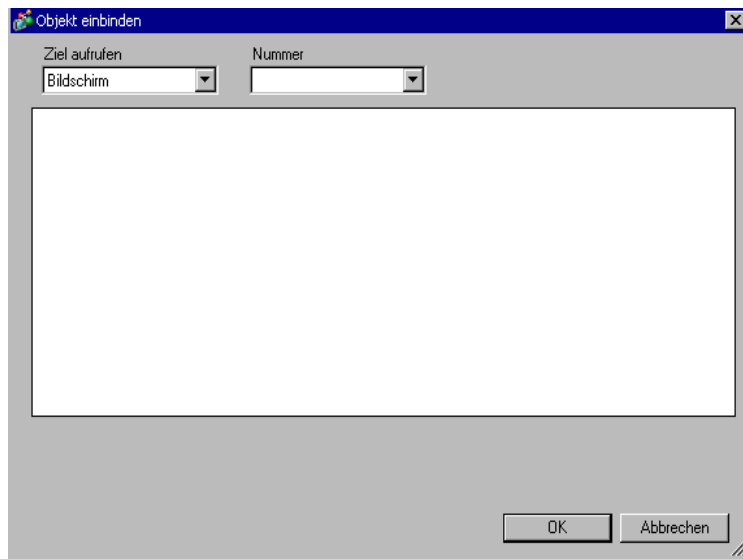 Objekt einbinden
Ziel aufrufen
Nummer
Bildschirm
OK
Abbrechen